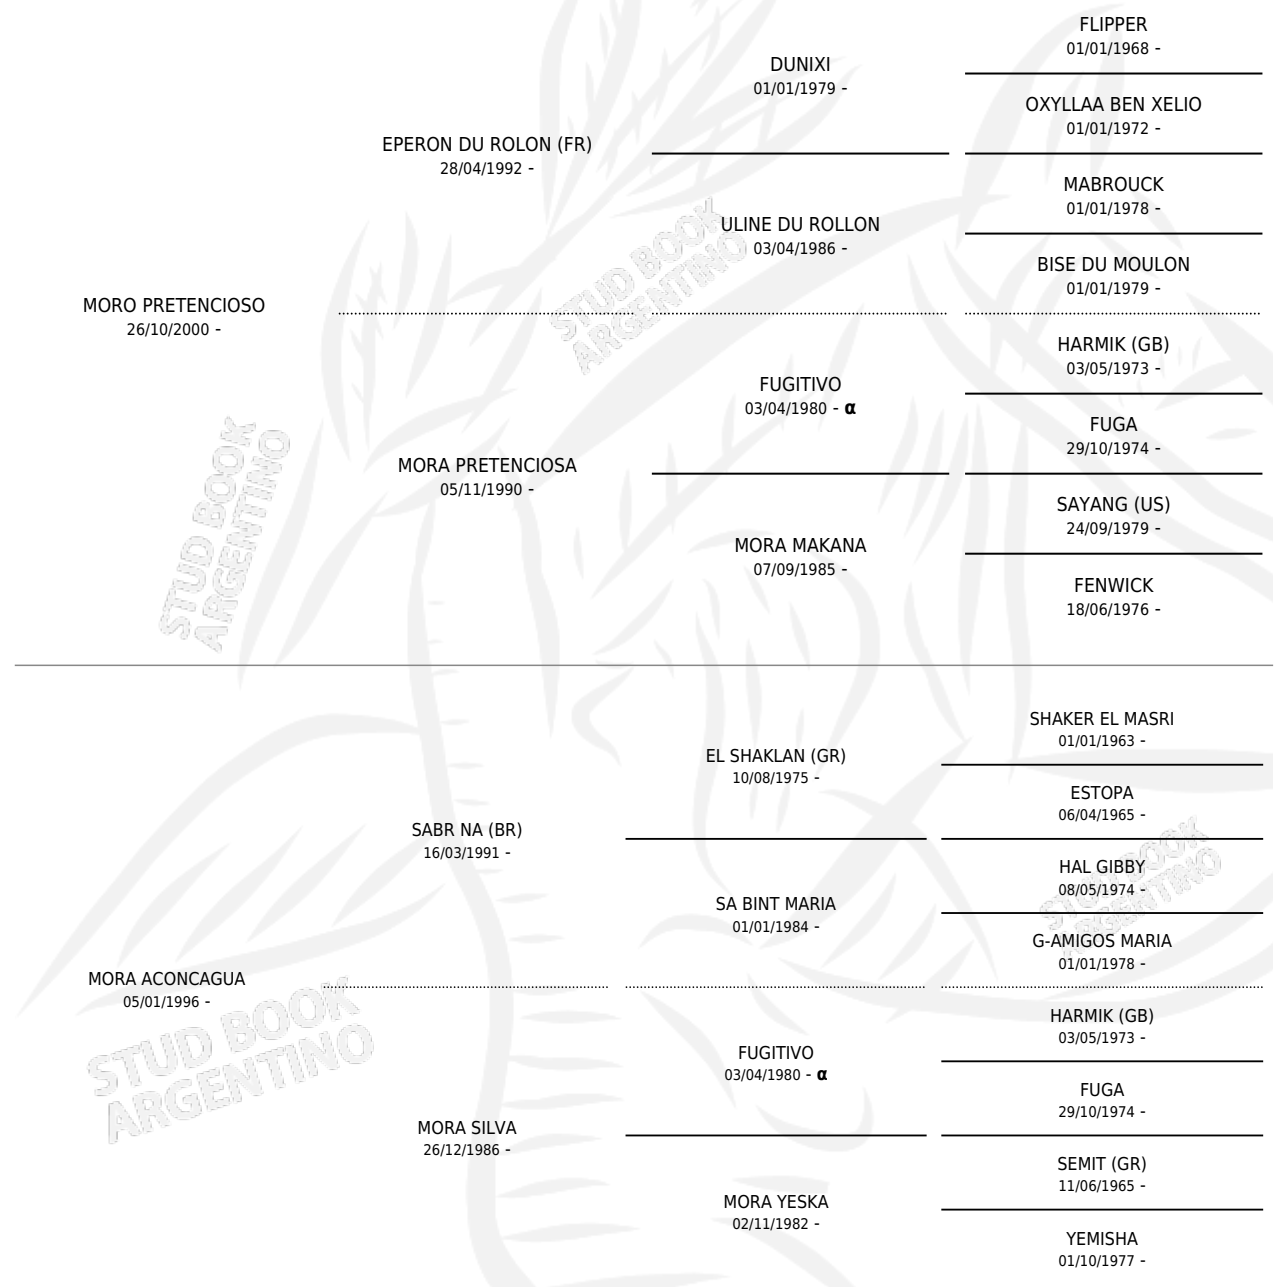 FLIPPER
01/01/1968 -
DUNIXI
01/01/1979 -
OXYLLAA BEN XELIO
01/01/1972 -
EPERON DU ROLON (FR)
28/04/1992 -
MABROUCK
01/01/1978 -
ULINE DU ROLLON
03/04/1986 -
BISE DU MOULON
01/01/1979 -
MORO PRETENCIOSO
26/10/2000 -
HARMIK (GB)
03/05/1973 -
FUGITIVO
03/04/1980 - α
FUGA
29/10/1974 -
MORA PRETENCIOSA
05/11/1990 -
SAYANG (US)
24/09/1979 -
MORA MAKANA
07/09/1985 -
FENWICK
18/06/1976 -
SHAKER EL MASRI
01/01/1963 -
EL SHAKLAN (GR)
10/08/1975 -
ESTOPA
06/04/1965 -
SABR NA (BR)
16/03/1991 -
HAL GIBBY
08/05/1974 -
SA BINT MARIA
01/01/1984 -
G-AMIGOS MARIA
01/01/1978 -
MORA ACONCAGUA
05/01/1996 -
HARMIK (GB)
03/05/1973 -
FUGITIVO
03/04/1980 - α
FUGA
29/10/1974 -
MORA SILVA
26/12/1986 -
SEMIT (GR)
11/06/1965 -
MORA YESKA
02/11/1982 -
YEMISHA
01/10/1977 -
STUD BOOK
ARGENTINO
STUD BOOK
ARGENTINO
STUD BOOK
ARGENTINO
STUD BOOK
ARGENTINO